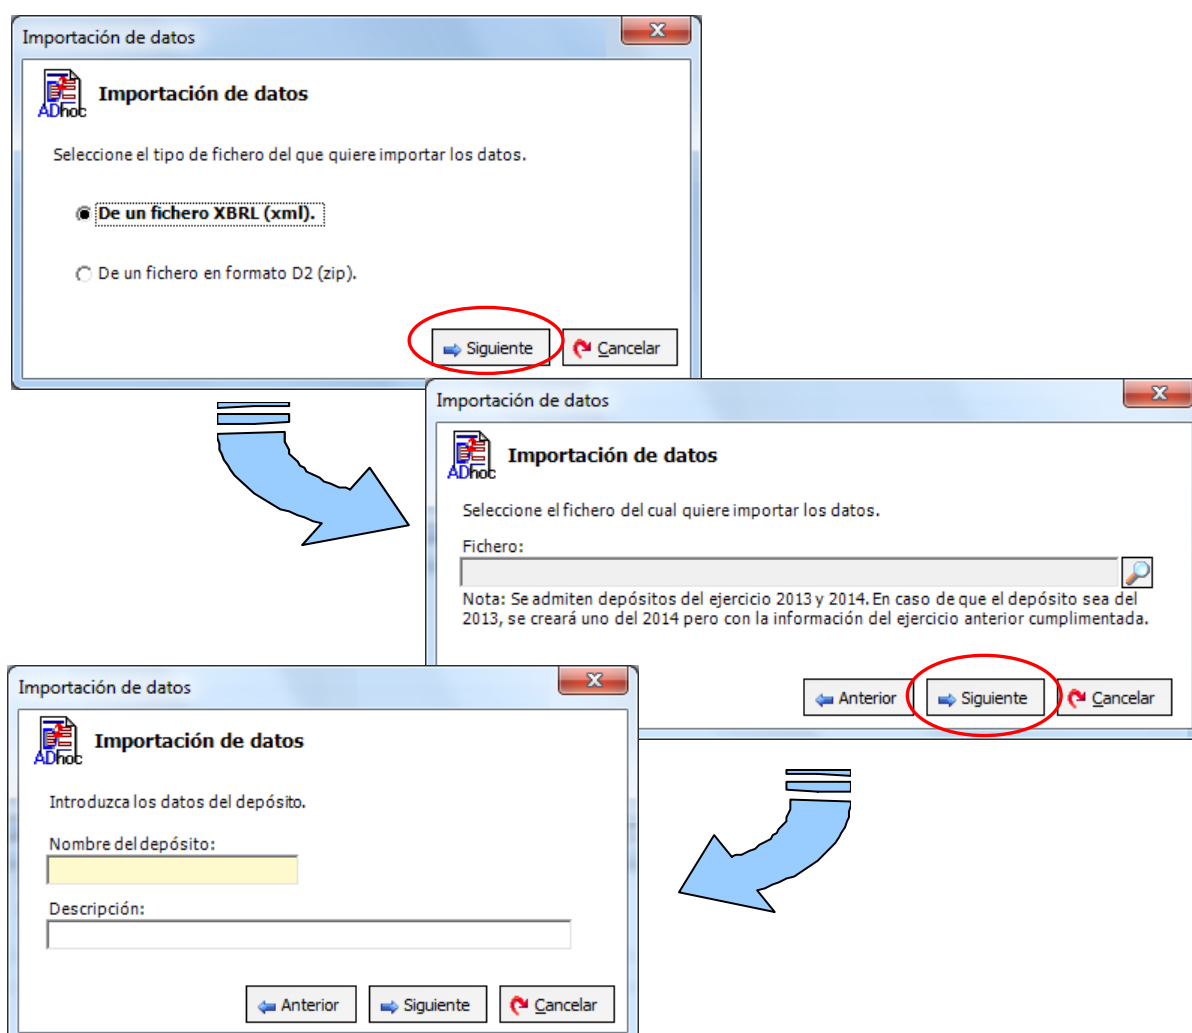 Importación de datos
X
ADhoc
Importación de datos
Seleccione el tipo de fichero del que quiere importar los datos.
De un fichero XBRL (xml).
De un fichero en formato D2 (zip).
Siguiente Cancelar
Importación de datos
X
ADhoc
Importación de datos
Seleccione el fichero del cual quiere importar los datos.
Fichero:
Nota: Se admiten depósitos del ejercicio 2013 y 2014. En caso de que el depósito sea del
2013, se creará uno del 2014 pero con la información del ejercicio anterior cumplimentada.
Anterior Siguiente Cancelar
Importación de datos
X
ADhoc
Importación de datos
Introduzca los datos del depósito.
Nombre del depósito:
Descripción:
Anterior Siguiente Cancelar